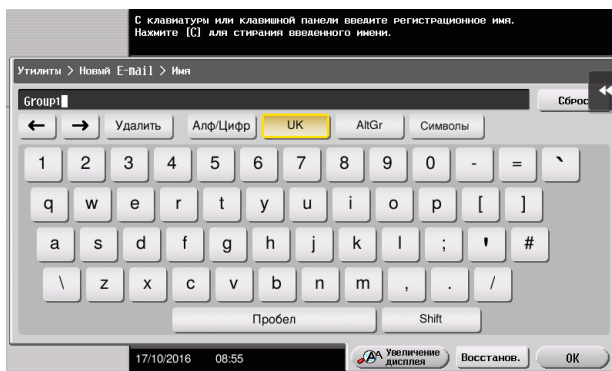 С клавиатуры или клавишной панели введите регистрационное имя.
Нажмите [C] для стирания введенного имени.
Утилиты > Новый E-mail > Имя
Group1
Сброс
← → Удалить Алф/Цифр UK AltGr Символы
1 2 3 4 5 6 7 8 9 0 - = `
q w e r t y u i o p [ ]
a s d f g h j k l ; ' #
\ z x c v b n m , . /
Пробел Shift
17/10/2016 08:55 Увеличение дисплея Восстанов. OK